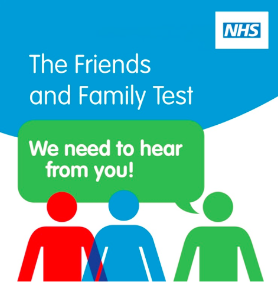 NHS
The Friends
and Family Test
We need to hear
from you!